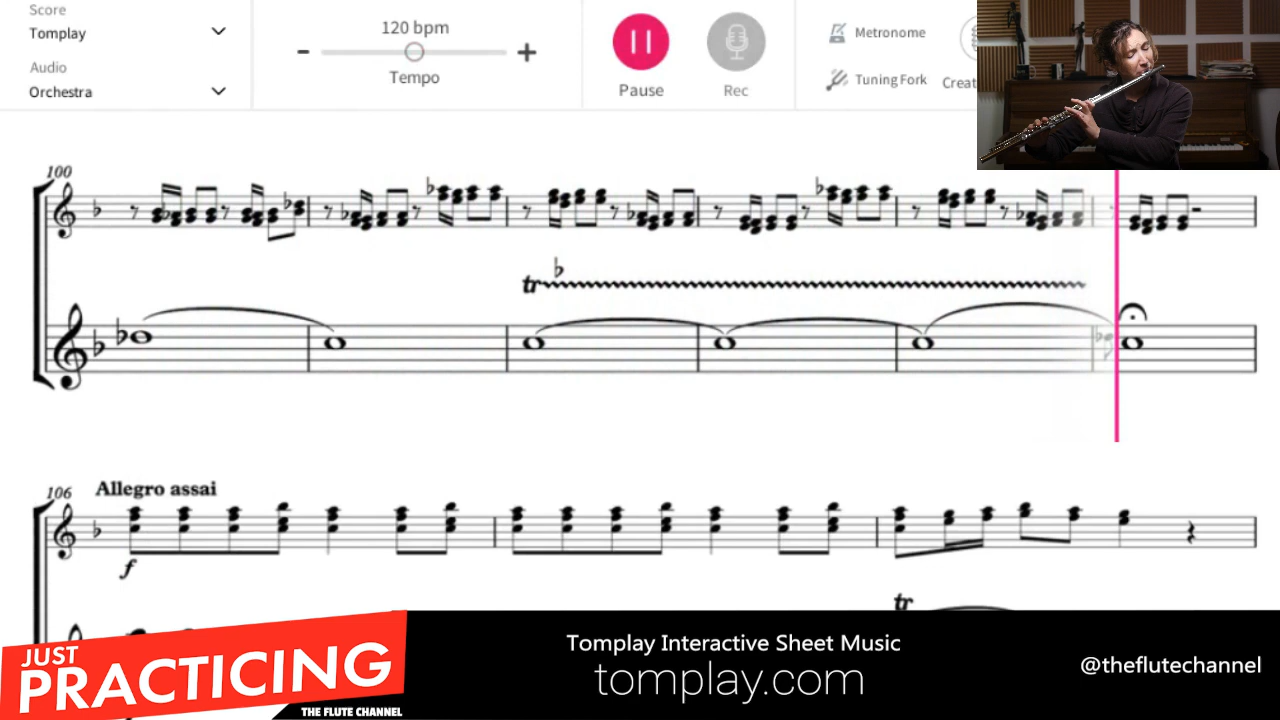 Score
Tomplay
Audio
Orchestra
120 bpm
- +
Tempo
Pause
Rec
Metronome
Tuning Fork
Creat
100
tr
106
Allegro assai
f
tr
JUST
PRACTICING
THE FLUTE CHANNEL
Tomplay Interactive Sheet Music
tomplay.com
@theflutechannel